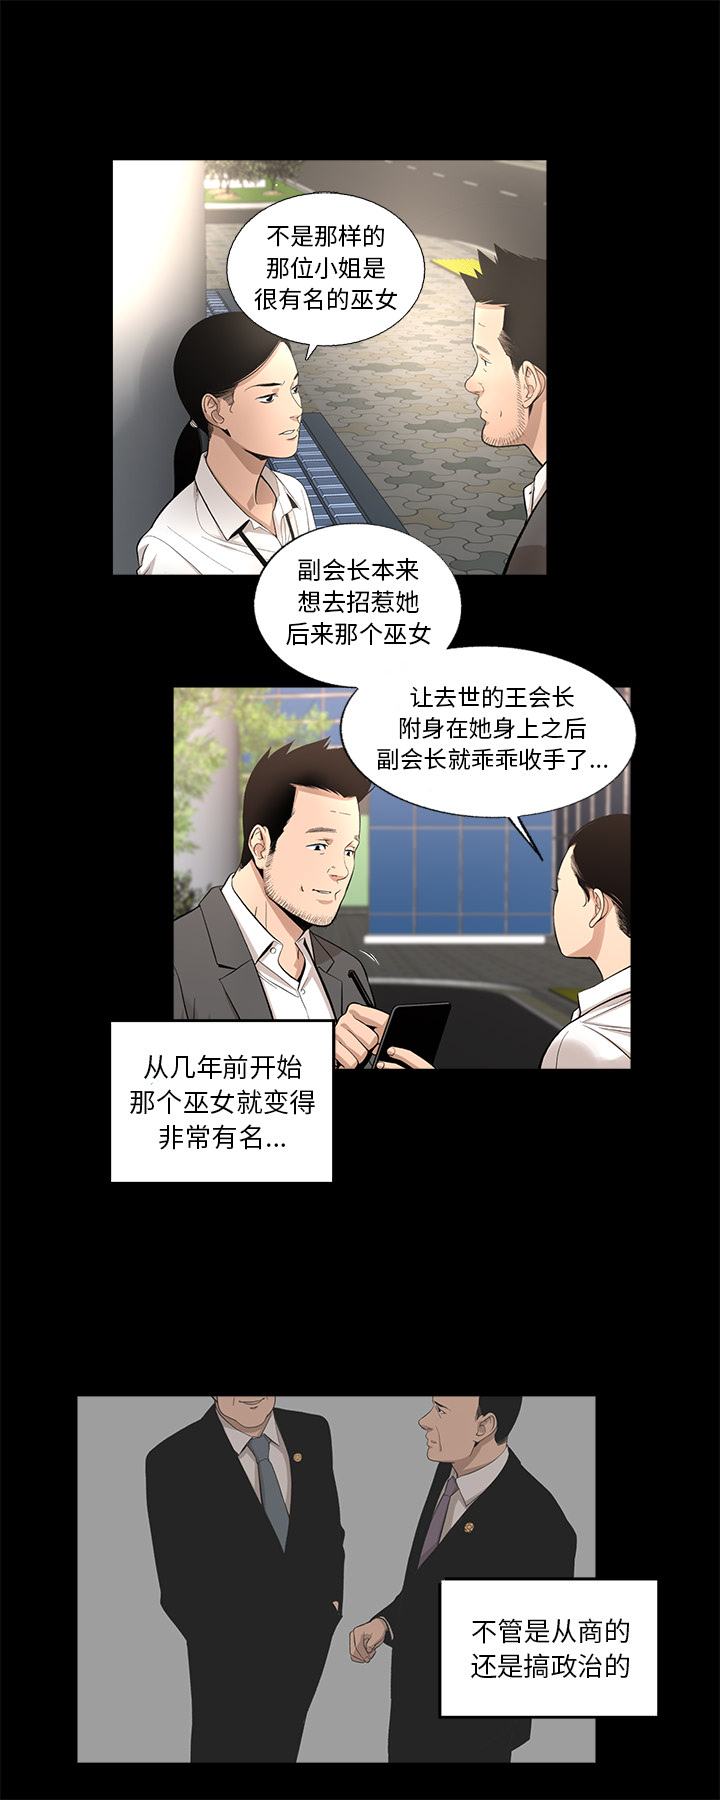 不是那样的
那位小姐是
很有名的巫女
副会长本来
想去招惹她
后来那个巫女
让去世的王会长
附身在她身上之后
副会长就乖乖收手了...
从几年前开始
那个巫女就变得
非常有名...
不管是从商的
还是搞政治的